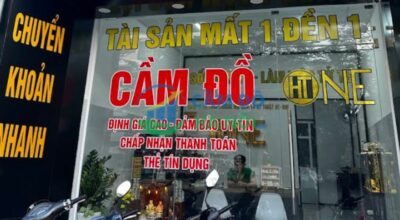 CHUYỂN
KHOẢN
NHANH
TÀI SẢN MẤT 1 ĐỀN 1
CẦM ĐỒ
HT NE
ĐỊNH GIÁ CAO - ĐẢM BẢO UY TÍN
CHẤP NHẬN THANH TOÁN
THẺ TÍN DỤNG